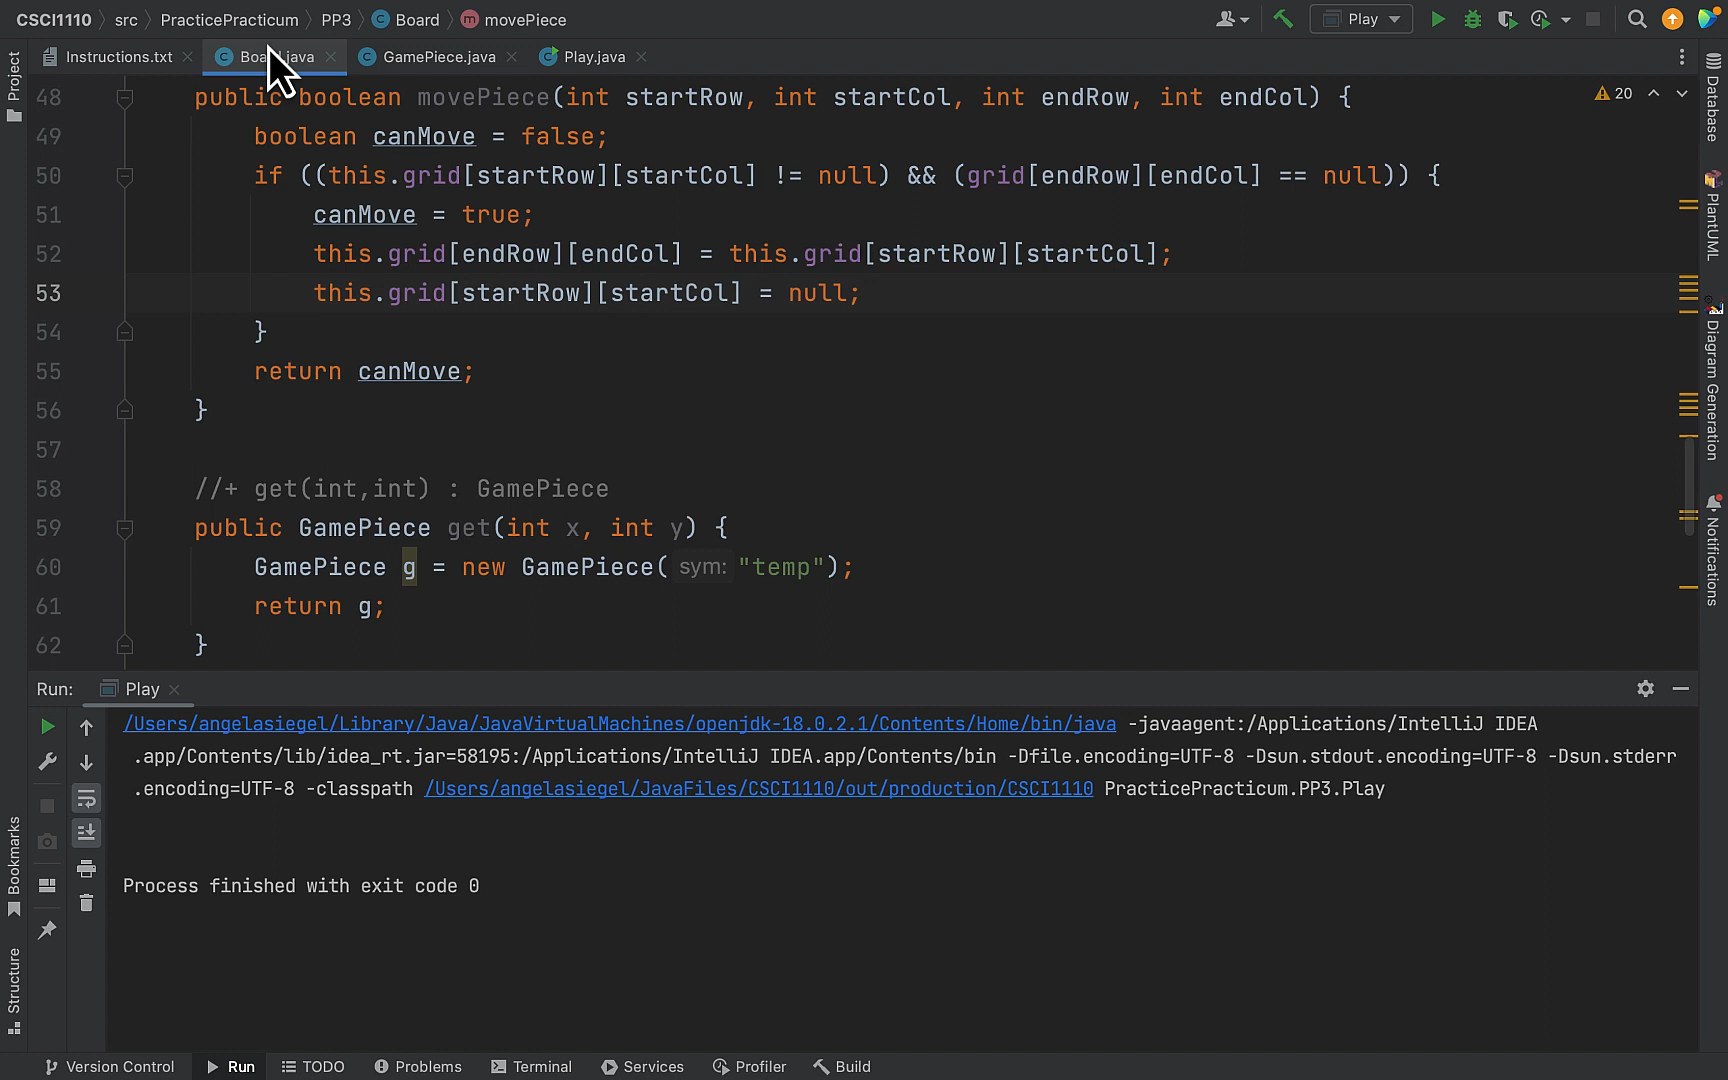 CSCI1110 src PracticePracticum PP3 Board movePiece Play
Instructions.txt Boa .java GamePiece.java Play.java
48 public boolean movePiece(int startRow, int startCol, int endRow, int endCol) { 20
49 boolean canMove = false;
50 if ((this.grid[startRow][startCol] != null) && (grid[endRow][endCol] == null)) {
51 canMove = true;
52 this.grid[endRow][endCol] = this.grid[startRow][startCol];
53 this.grid[startRow][startCol] = null;
54 }
55 return canMove;
56 }
57
58 //+ get(int,int) : GamePiece
59 public GamePiece get(int x, int y) {
60 GamePiece g = new GamePiece( sym: "temp");
61 return g;
62 }
Run: Play
/Users/angelasiegel/Library/Java/JavaVirtualMachines/openjdk-18.0.2.1/Contents/Home/bin/java -javaagent:/Applications/IntelliJ IDEA
.app/Contents/lib/idea_rt.jar=58195:/Applications/IntelliJ IDEA.app/Contents/bin -Dfile.encoding=UTF-8 -Dsun.stdout.encoding=UTF-8 -Dsun.stderr
.encoding=UTF-8 -classpath /Users/angelasiegel/JavaFiles/CSCI1110/out/production/CSCI1110 PracticePracticum.PP3.Play
Process finished with exit code 0
Version Control Run TODO Problems Terminal Services Profiler Build
Project
Bookmarks
Structure
Database
PlantUML
Diagram Generation
Notifications